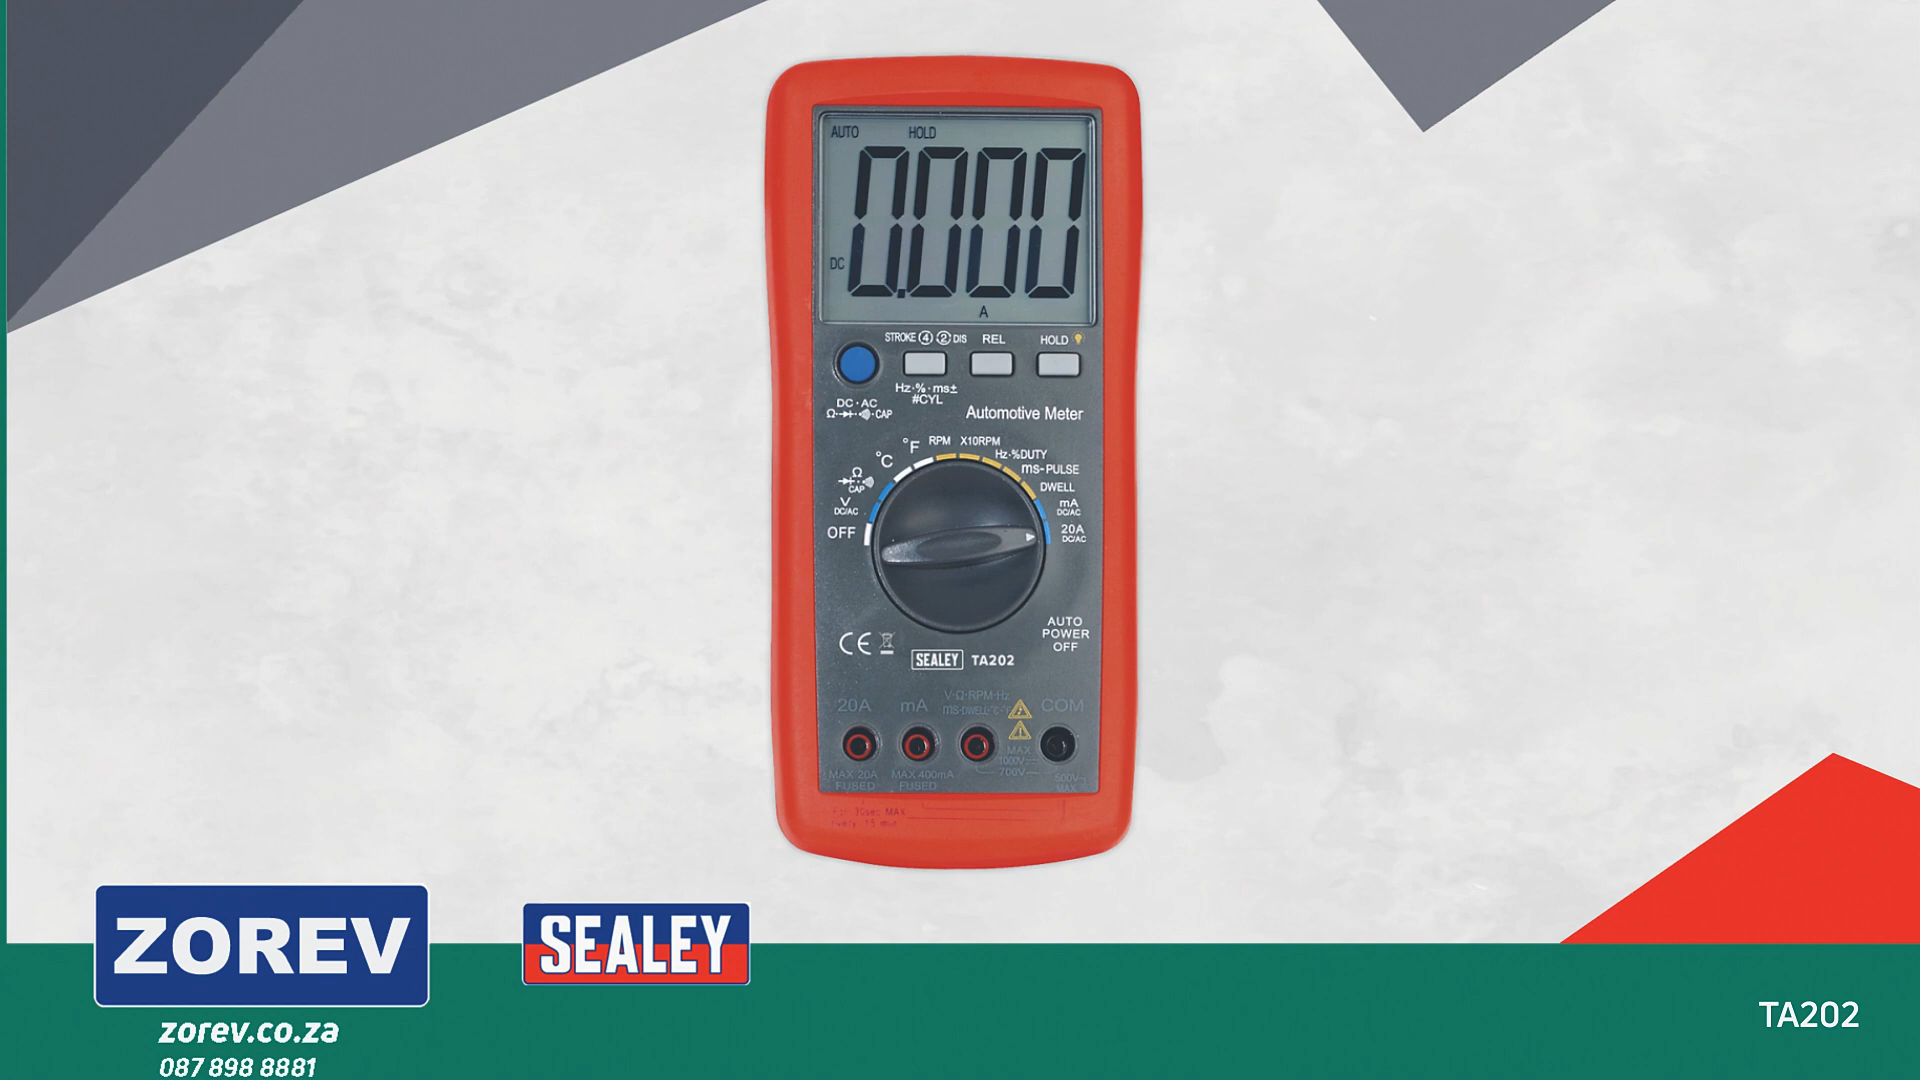 AUTO HOLD
0.000
DC
A
STROKE 4 2 DIS REL HOLD
Hz·%·ms±
#CYL
DC·AC
Ω CAP
Automotive Meter
°F RPM X10RPM
°C Hz·%DUTY
Ω ms-PULSE
CAP DWELL
V mA
DC/AC DC/AC
OFF 20A
DC/AC
AUTO
POWER
OFF
CE
SEALEY TA202
V·Ω·RPM·Hz
20A mA mS·DWELL·°C·°F COM
MAX
1000V
MAX 20A MAX 400mA 700V 500V
FUSED FUSED MAX
MAX
ZOREV
SEALEY
zorev.co.za
087 898 8881
TA202